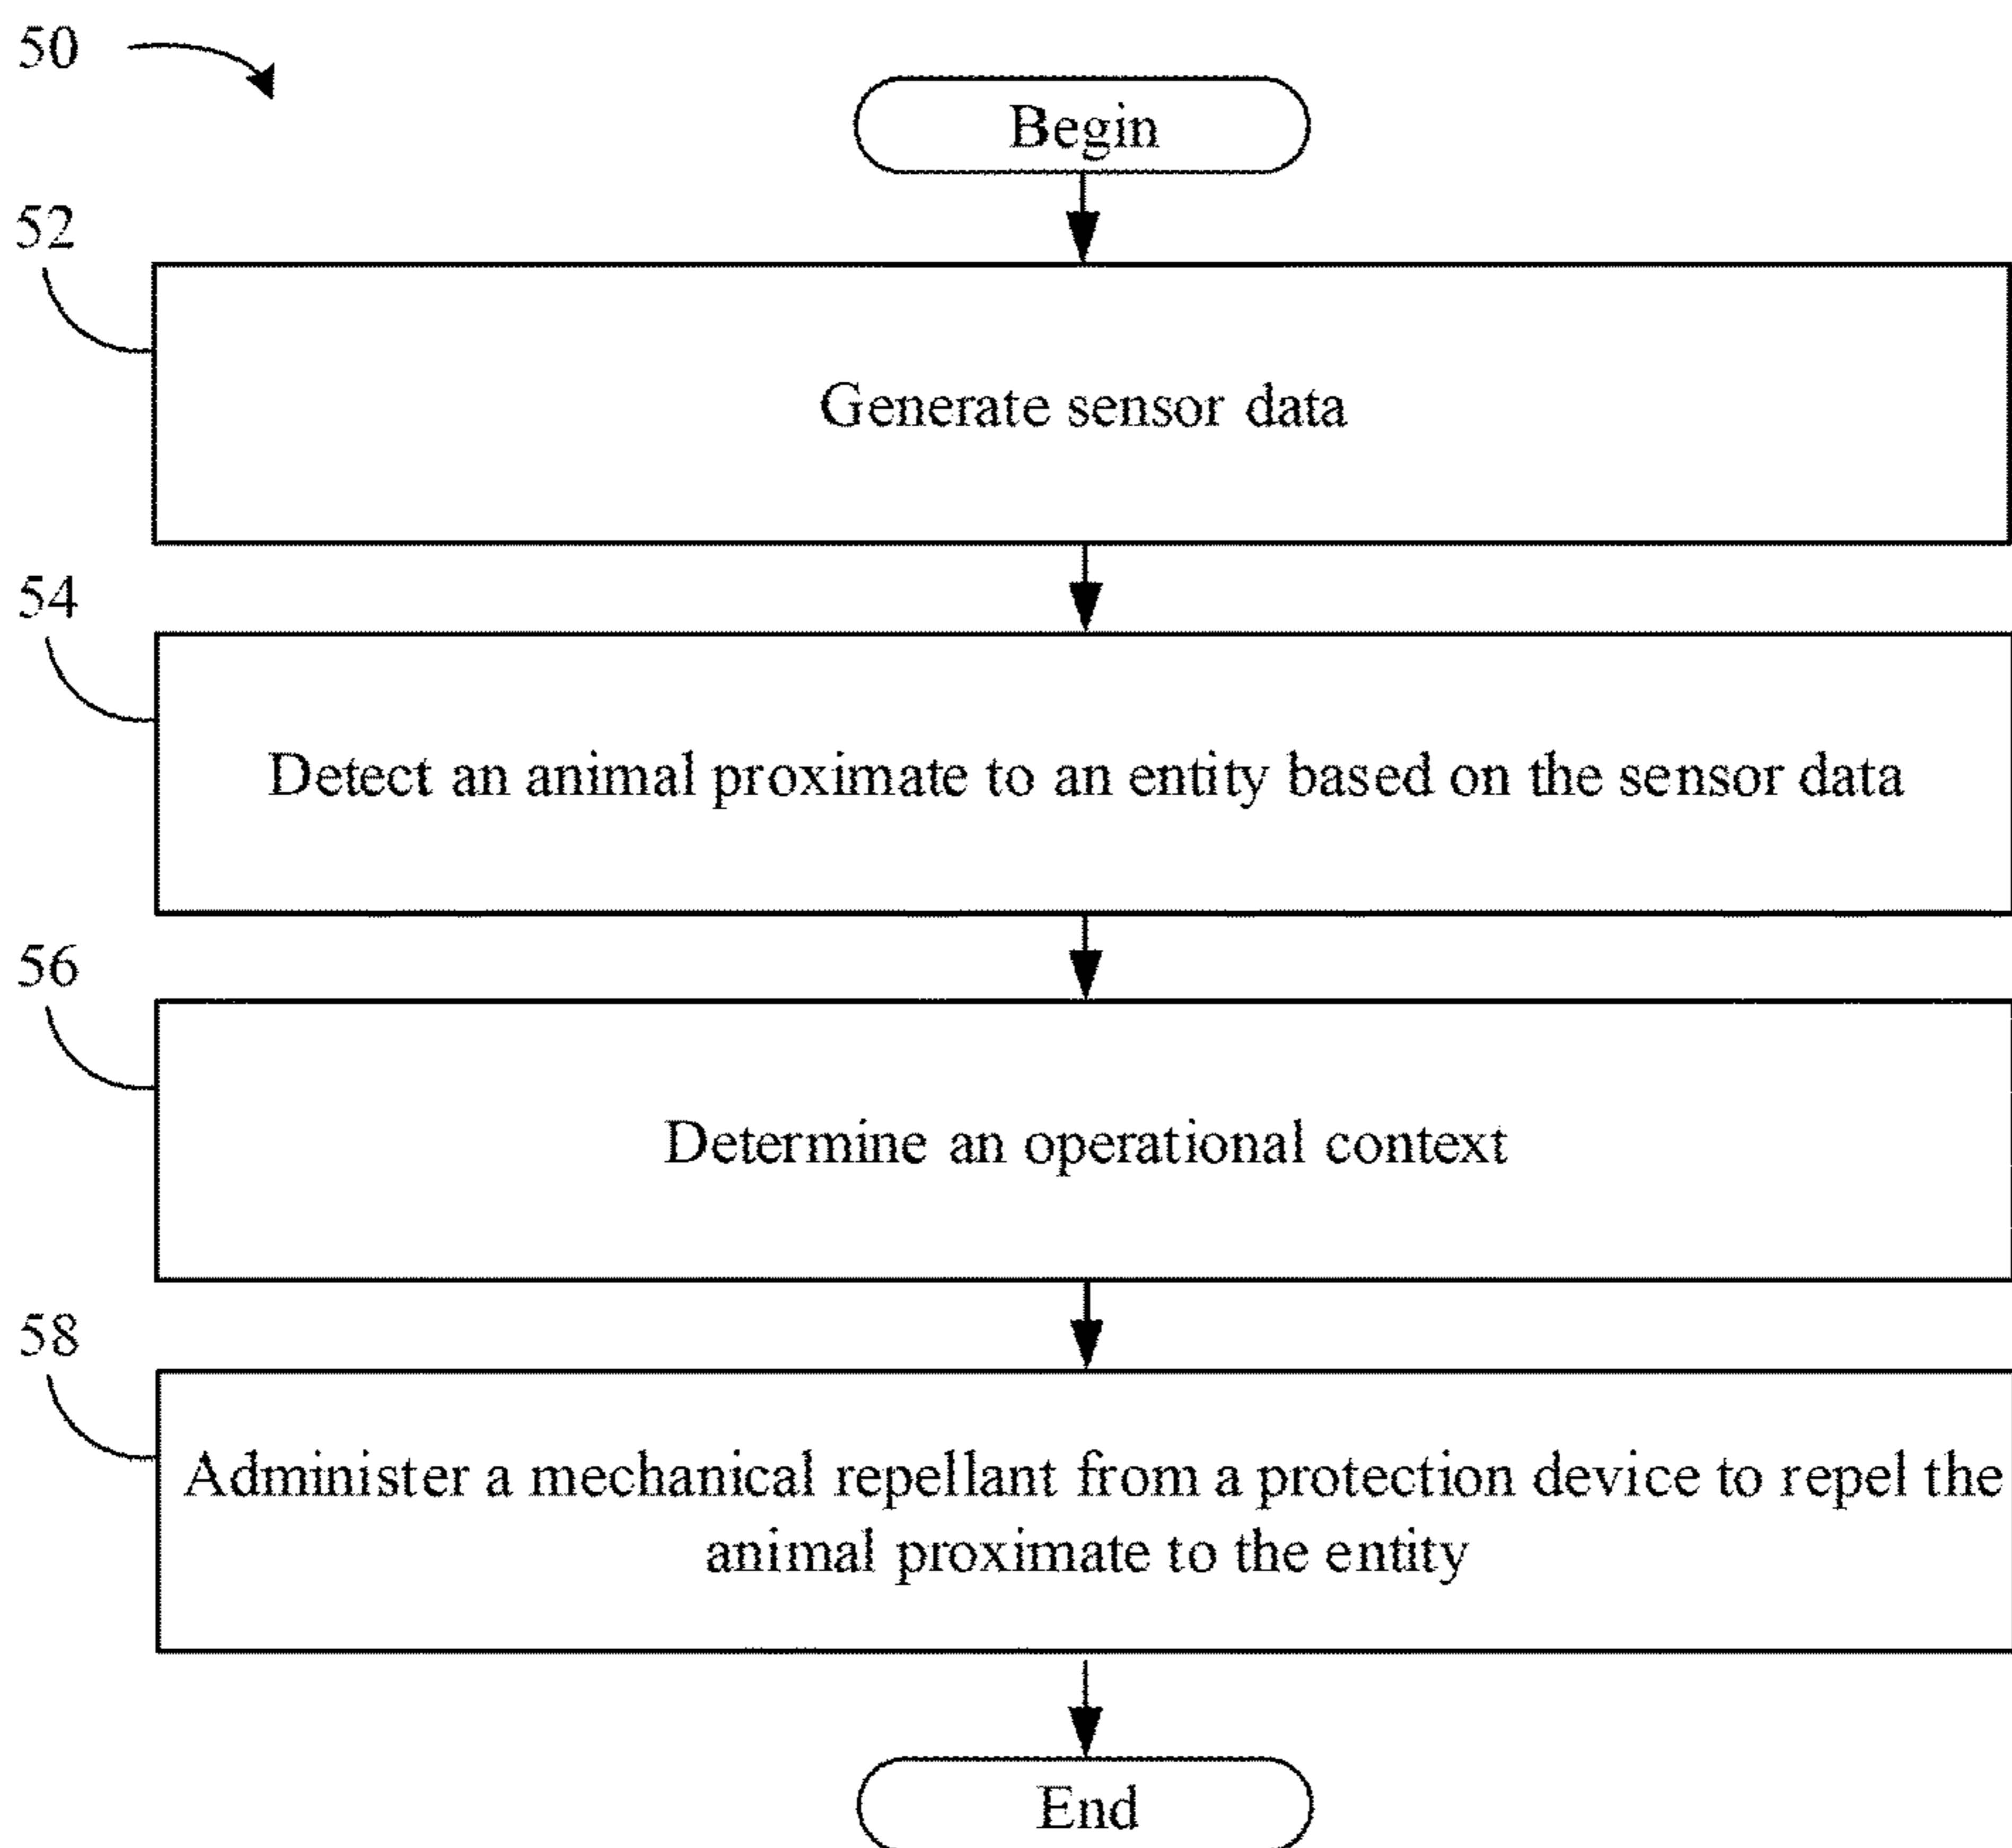 50
Begin
52
Generate sensor data
54
Detect an animal proximate to an entity based on the sensor data
56
Determine an operational context
58
Administer a mechanical repellant from a protection device to repel the
animal proximate to the entity
End